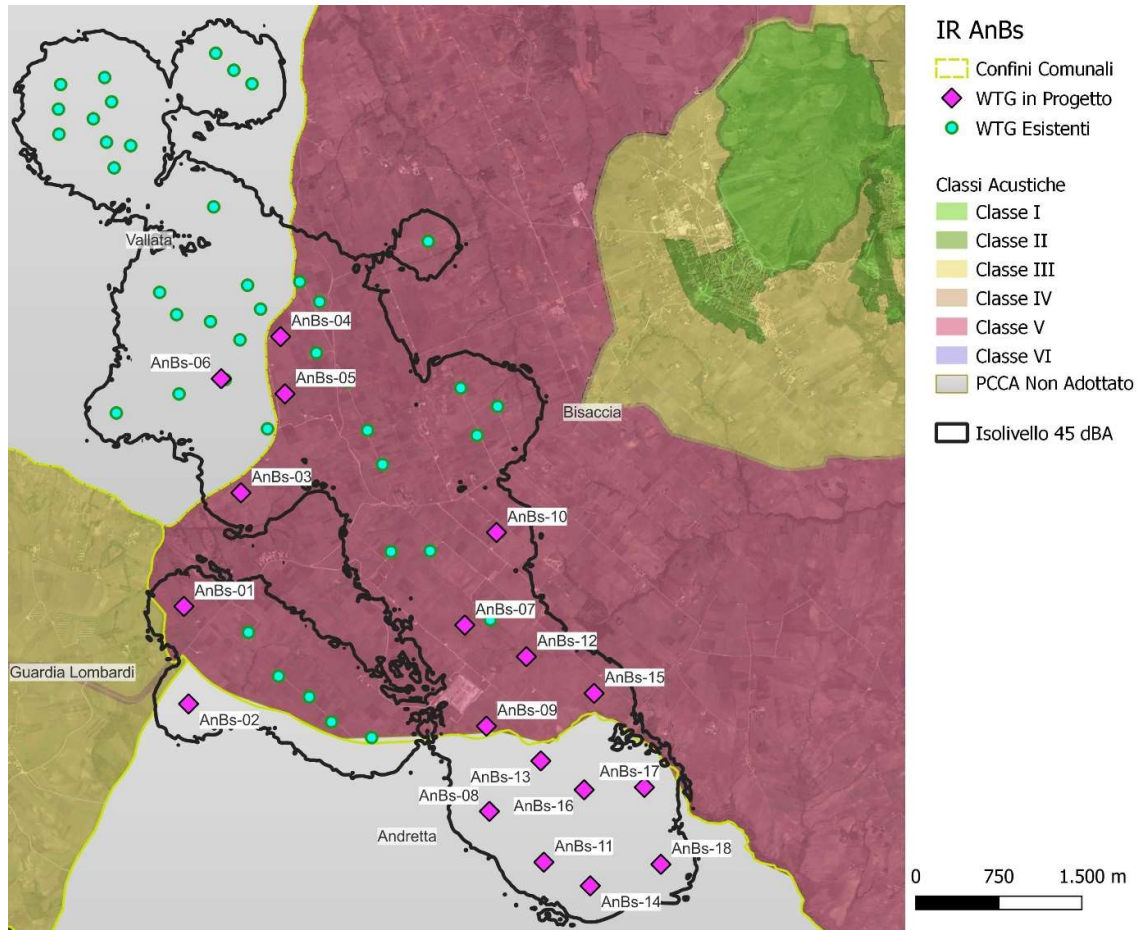 IR AnBs
Confini Comunali
WTG in Progetto
WTG Esistenti
Classi Acustiche
Classe I
Classe II
Classe III
Classe IV
Classe V
Classe VI
PCCA Non Adottato
Isolivello 45 dBA
Vallata
AnBs-04
AnBs-06
AnBs-05
Bisaccia
AnBs-03
AnBs-10
AnBs-01
AnBs-07
AnBs-12
Guardia Lombardi
AnBs-15
AnBs-02
AnBs-09
AnBs-13
AnBs-17
AnBs-08
AnBs-16
Andretta
AnBs-11
AnBs-18
AnBs-14
0 750 1.500 m